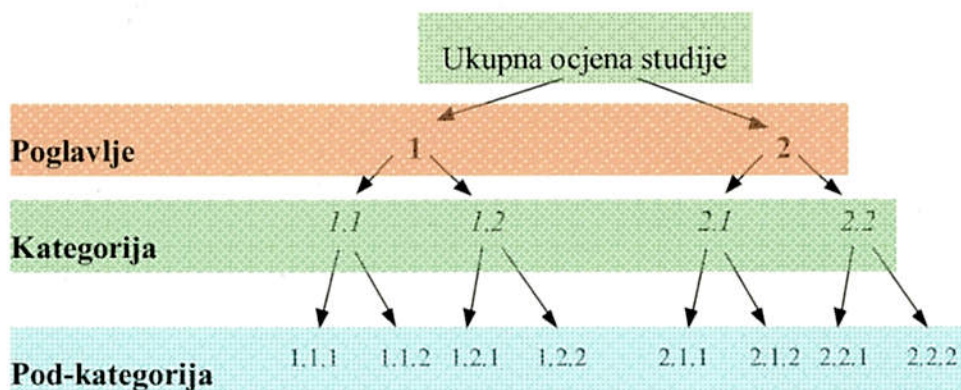 Ukupna ocjena studije
Poglavlje 1 2
Kategorija 1.1 1.2 2.1 2.2
Pod-kategorija 1.1.1 1.1.2 1.2.1 1.2.2 2.1.1 2.1.2 2.2.1 2.2.2